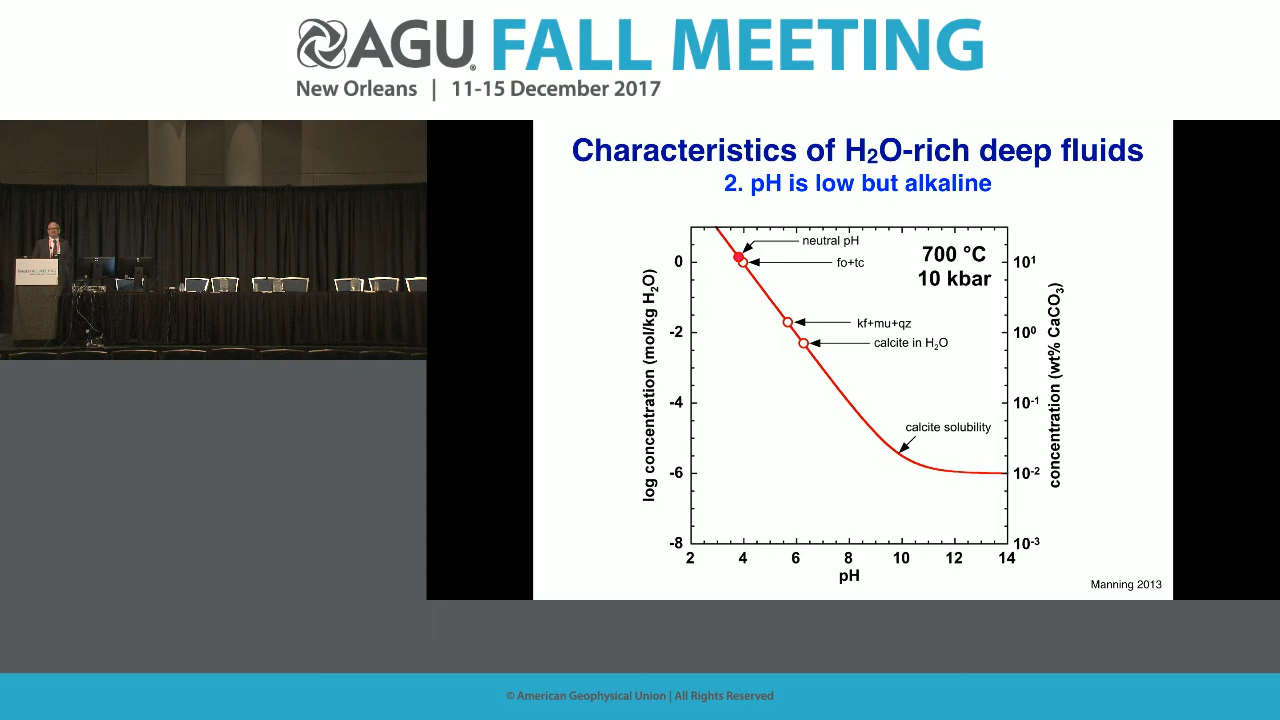 AGU FALL MEETING
New Orleans | 11-15 December 2017
AGU FALL MEETING
Characteristics of H₂O-rich deep fluids
2. pH is low but alkaline
700 °C
10 kbar
neutral pH
fo+tc
kf+mu+qz
calcite in H₂O
calcite solubility
log concentration (mol/kg H₂O)
0
-2
-4
-6
-8
concentration (wt% CaCO₃)
10¹
10⁰
10⁻¹
10⁻²
10⁻³
2 4 6 8 10 12 14
pH
Manning 2013
© American Geophysical Union | All Rights Reserved